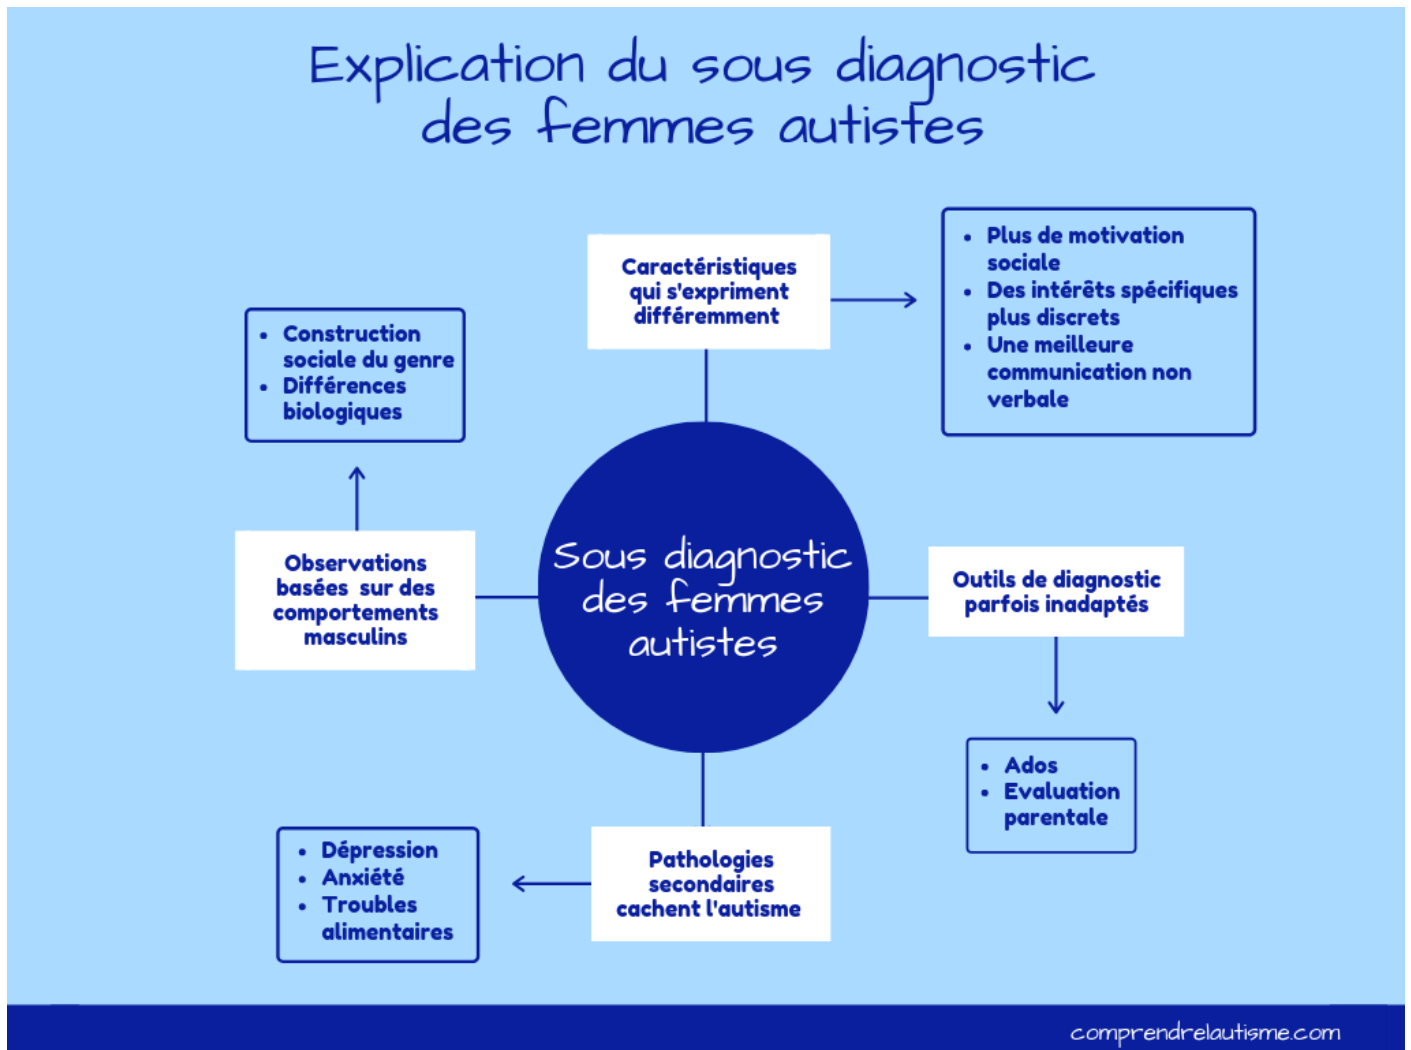 Explication du sous diagnostic
des femmes autistes
Caractéristiques
qui s'expriment
différemment
• Plus de motivation
sociale
• Des intérêts spécifiques
plus discrets
• Une meilleure
communication non
verbale
• Construction
sociale du genre
• Différences
biologiques
Observations
basées sur des
comportements
masculins
Sous diagnostic
des femmes
autistes
Outils de diagnostic
parfois inadaptés
• Ados
• Evaluation
parentale
Pathologies
secondaires
cachent l'autisme
• Dépression
• Anxiété
• Troubles
alimentaires
comprendrelautisme.com